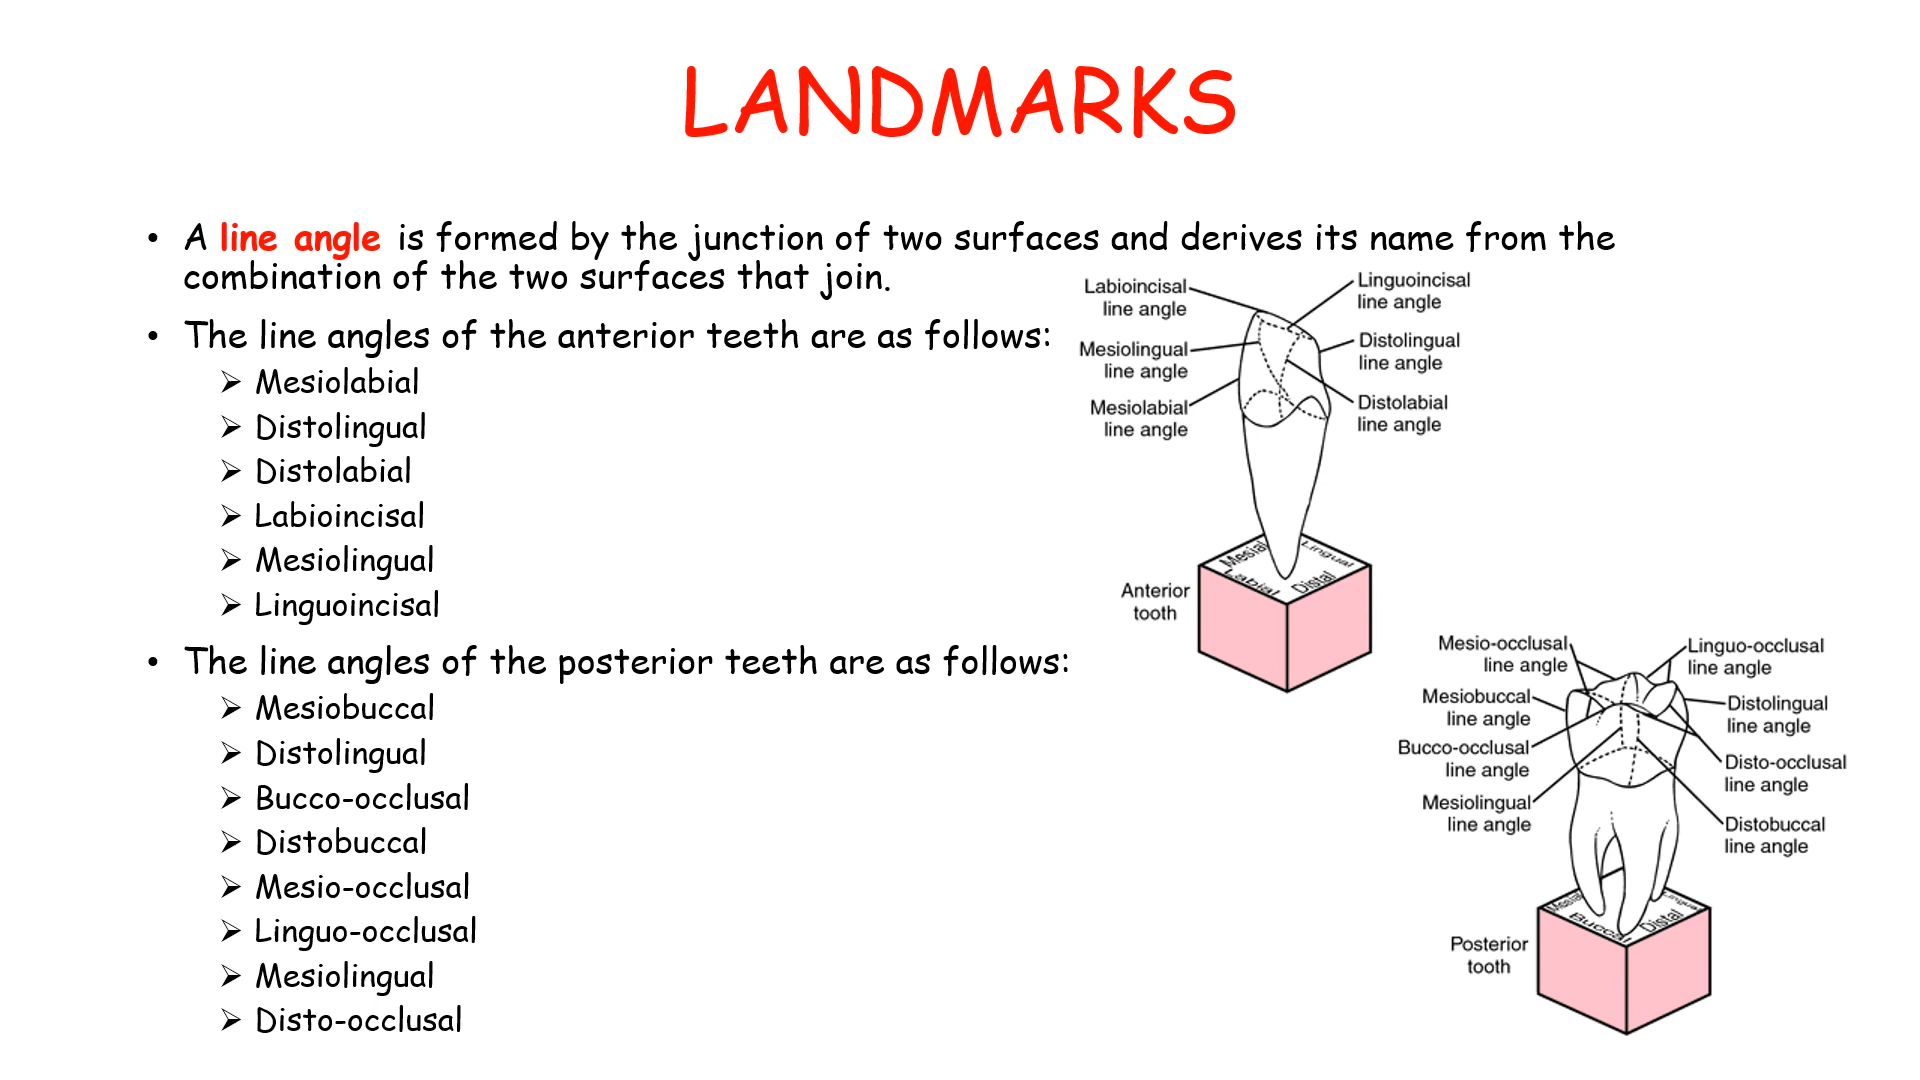 LANDMARKS
• A line angle is formed by the junction of two surfaces and derives its name from the
combination of the two surfaces that join.
• The line angles of the anterior teeth are as follows:
➢ Mesiolabial
➢ Distolingual
➢ Distolabial
➢ Labioincisal
➢ Mesiolingual
➢ Linguoincisal
• The line angles of the posterior teeth are as follows:
➢ Mesiobuccal
➢ Distolingual
➢ Bucco-occlusal
➢ Distobuccal
➢ Mesio-occlusal
➢ Linguo-occlusal
➢ Mesiolingual
➢ Disto-occlusal
Labioincisal
line angle
Mesiolingual
line angle
Mesiolabial
line angle
Linguoincisal
line angle
Distolingual
line angle
Distolabial
line angle
Mesial
Lingual
Labial
Distal
Anterior
tooth
Mesio-occlusal
line angle
Mesiobuccal
line angle
Bucco-occlusal
line angle
Mesiolingual
line angle
Linguo-occlusal
line angle
Distolingual
line angle
Disto-occlusal
line angle
Distobuccal
line angle
Mesial
Lingual
Buccal
Distal
Posterior
tooth